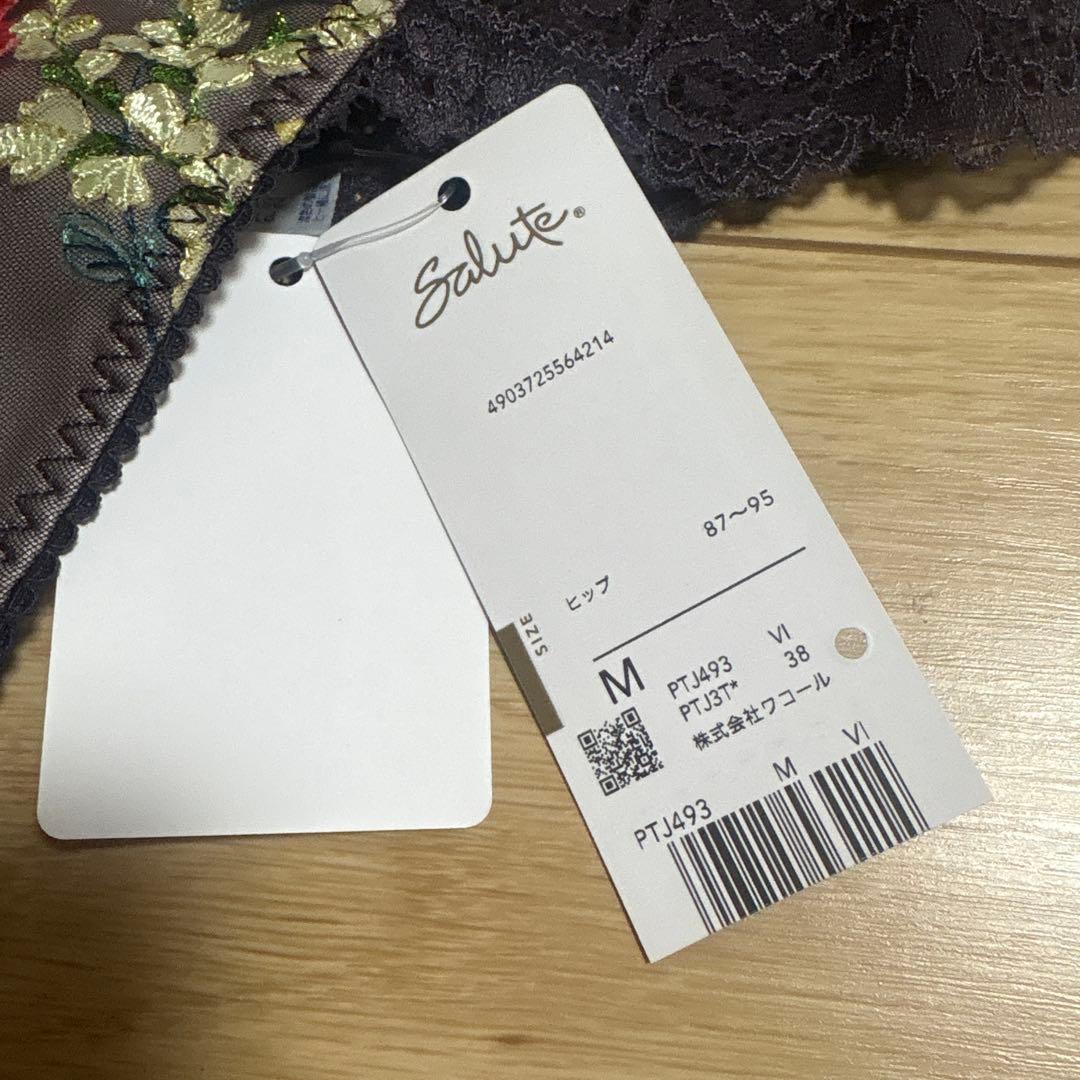 Salute®
4903725564214
87〜95
ヒップ
SIZE
M
PTJ493 VI
PTJ3T* 38
株式会社ワコール
PTJ493 M VI